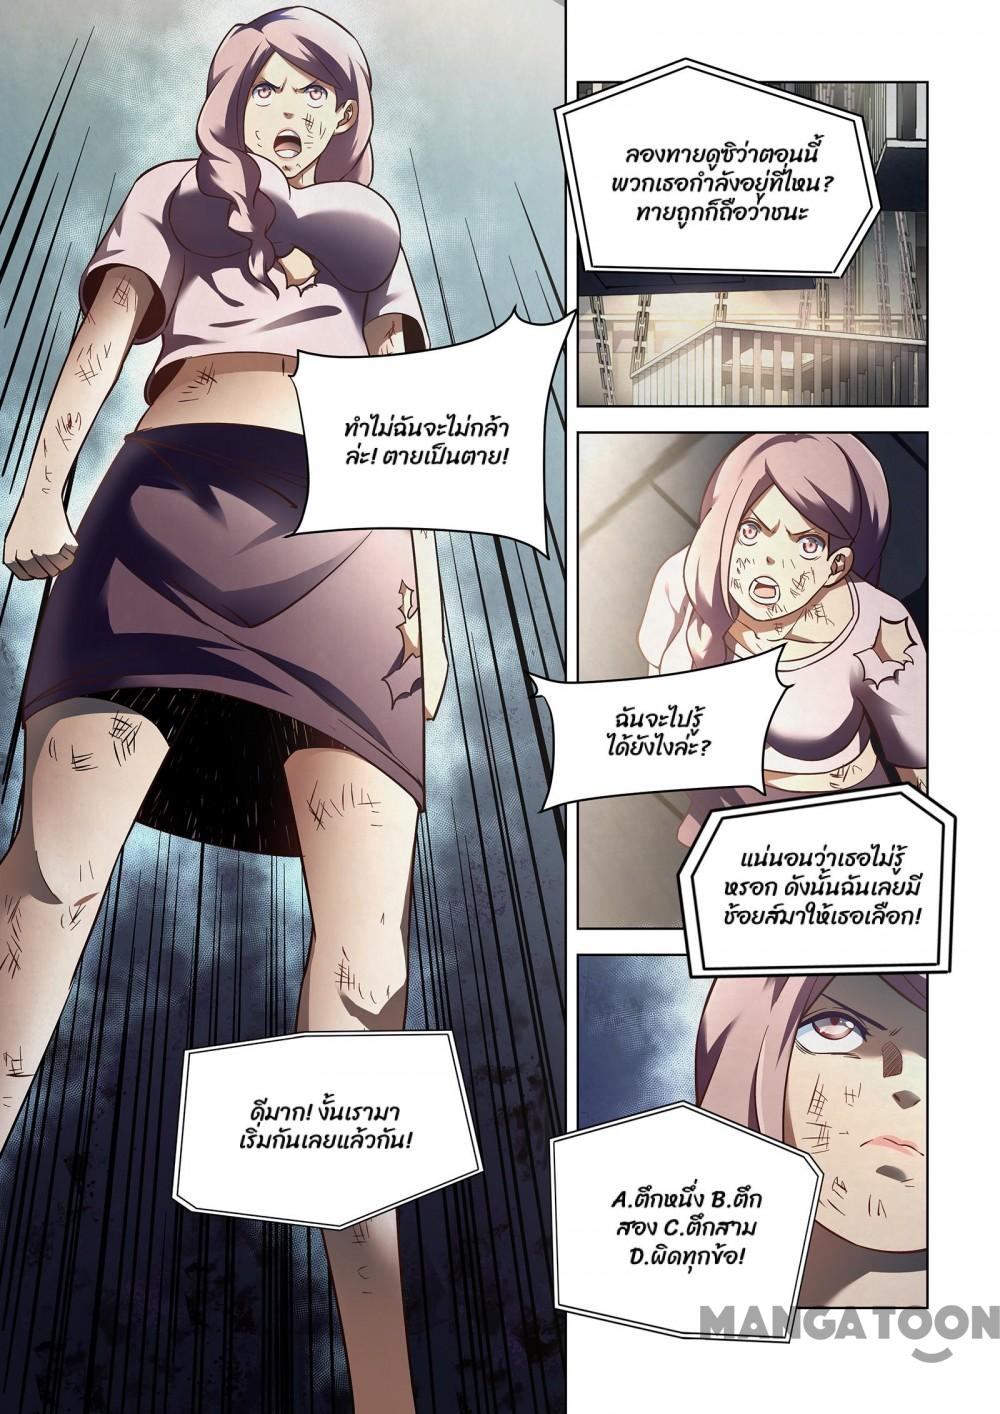 ทำไมฉันจะไม่กล้า
ล่ะ! ตายเป็นตาย!
ดีมาก! งั้นเรามา
เริ่มกันเลยแล้วกัน!
ลองทายดูซิว่าตอนนี้
พวกเธอกำลังอยู่ที่ไหน?
ทายถูกก็ถือว่าชนะ
ฉันจะไปรู้
ได้ยังไงล่ะ?
แน่นอนว่าเธอไม่รู้
หรอก ดังนั้นฉันเลยมี
ช้อยส์มาให้เธอเลือก!
A.ตึกหนึ่ง B.ตึก
สอง C.ตึกสาม
D.ผิดทุกข้อ!
MANGATOON